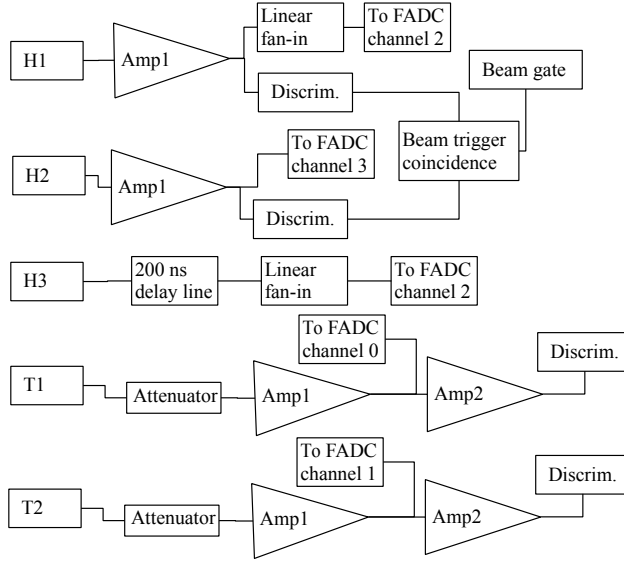 H1
Amp1
Linear
fan-in
To FADC
channel 2
Discrim.
Beam gate
Beam trigger
coincidence
H2
Amp1
To FADC
channel 3
Discrim.
H3
200 ns
delay line
Linear
fan-in
To FADC
channel 2
T1
Attenuator
Amp1
To FADC
channel 0
Amp2
Discrim.
T2
Attenuator
Amp1
To FADC
channel 1
Amp2
Discrim.